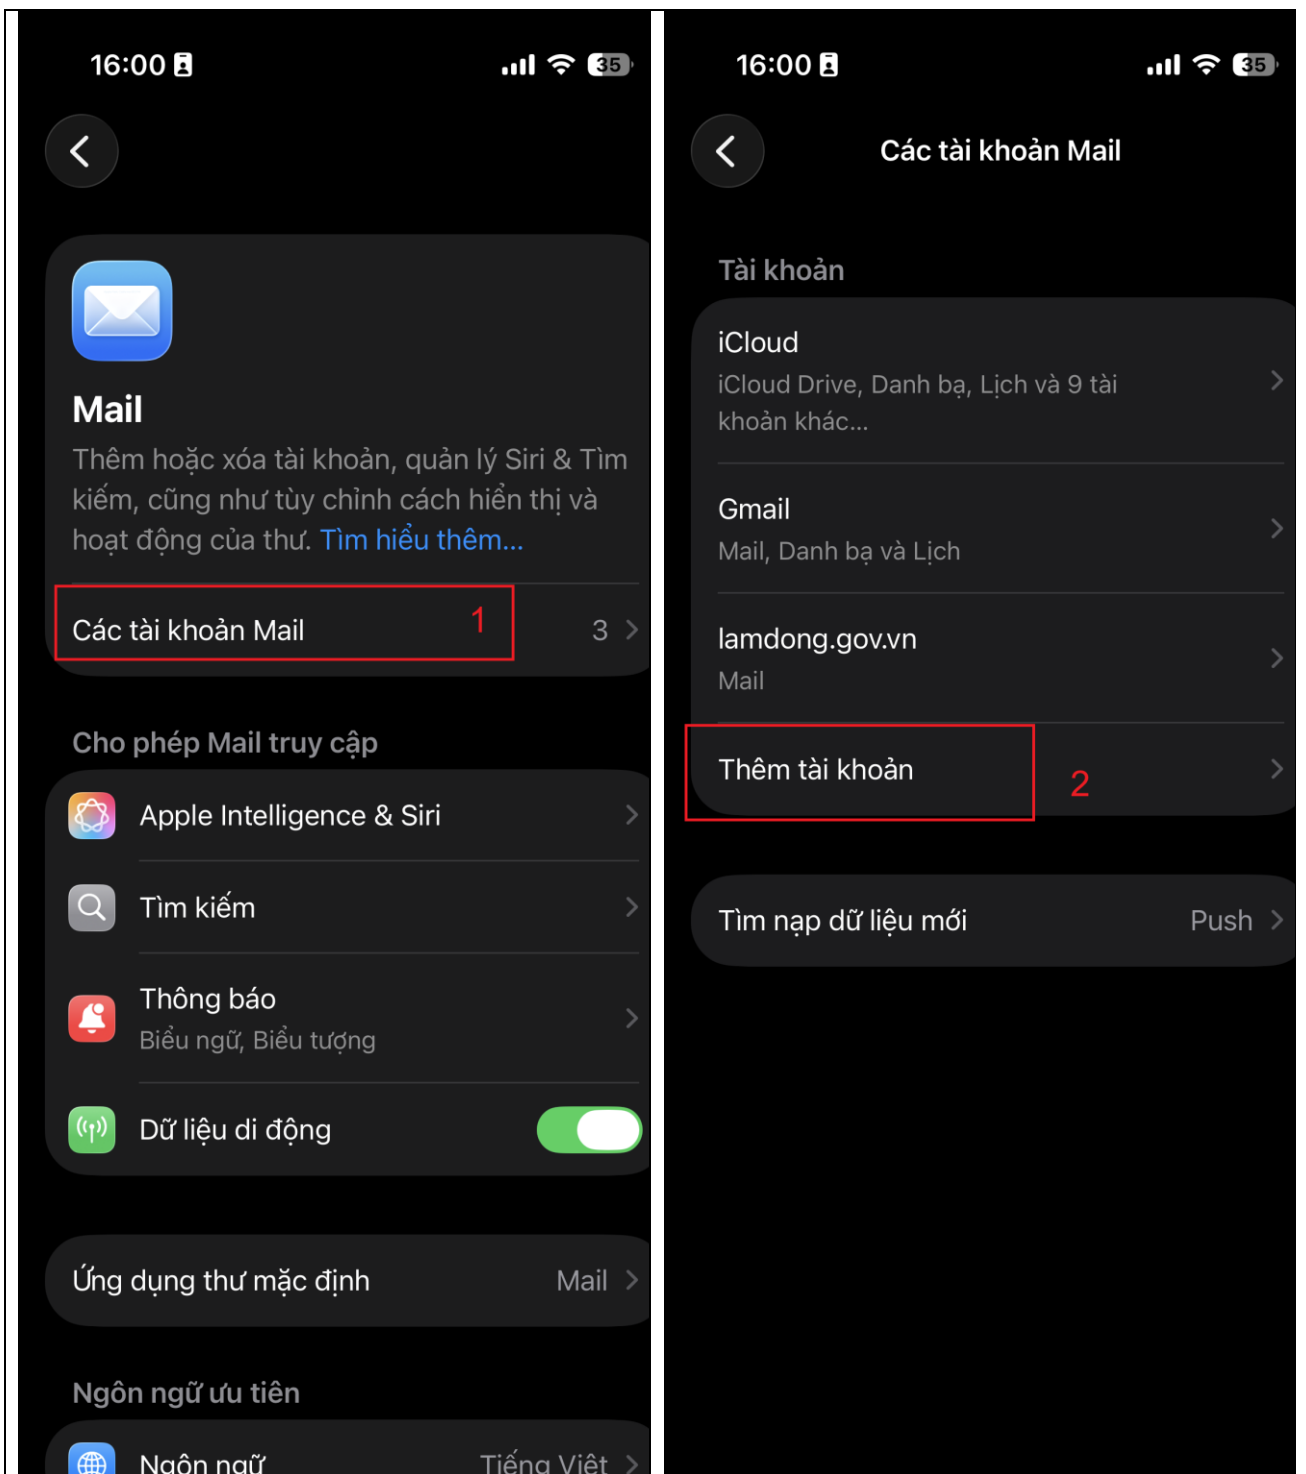 16:00
35
Mail
Thêm hoặc xóa tài khoản, quản lý Siri & Tìm
kiếm, cũng như tùy chỉnh cách hiển thị và
hoạt động của thư. Tìm hiểu thêm...
Các tài khoản Mail 1 3
Cho phép Mail truy cập
Apple Intelligence & Siri
Tìm kiếm
Thông báo
Biểu ngữ, Biểu tượng
Dữ liệu di động
Ứng dụng thư mặc định Mail
Ngôn ngữ ưu tiên
Ngôn ngữ Tiếng Việt
16:00
35
Các tài khoản Mail
Tài khoản
iCloud
iCloud Drive, Danh bạ, Lịch và 9 tài
khoản khác...
Gmail
Mail, Danh bạ và Lịch
lamdong.gov.vn
Mail
Thêm tài khoản 2
Tìm nạp dữ liệu mới Push